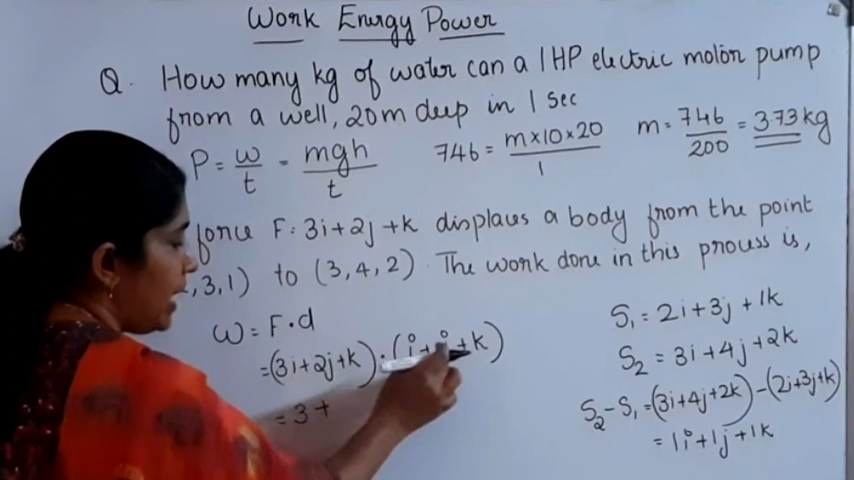 Work Energy Power
Q. How many kg of water can a 1HP electric motor pump
from a well, 20m deep in 1 sec
P = w/t = mgh/t 746 = m×10×20/1 m = 746/200 = 3.73kg
force F = 3i+2j+k displaces a body from the point
,3,1) to (3,4,2). The work done in this process is,
W = F·d
=(3i+2j+k)·(i+j+k)
= 3+
S₁ = 2i+3j+1k
S₂ = 3i+4j+2k
S₂-S₁ =(3i+4j+2k)-(2i+3j+k)
= 1i+1j+1k